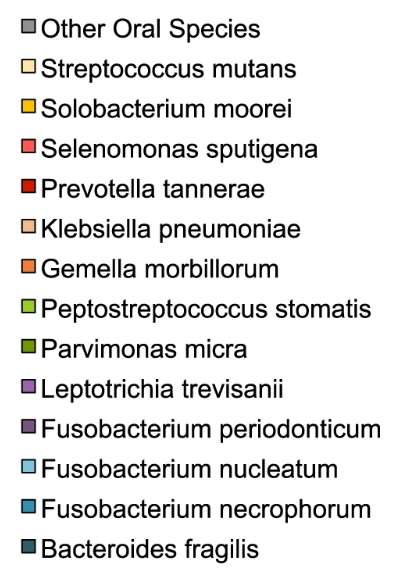 Other Oral Species
Streptococcus mutans
Solobacterium moorei
Selenomonas sputigena
Prevotella tannerae
Klebsiella pneumoniae
Gemella morbillorum
Peptostreptococcus stomatis
Parvimonas micra
Leptotrichia trevisanii
Fusobacterium periodonticum
Fusobacterium nucleatum
Fusobacterium necrophorum
Bacteroides fragilis